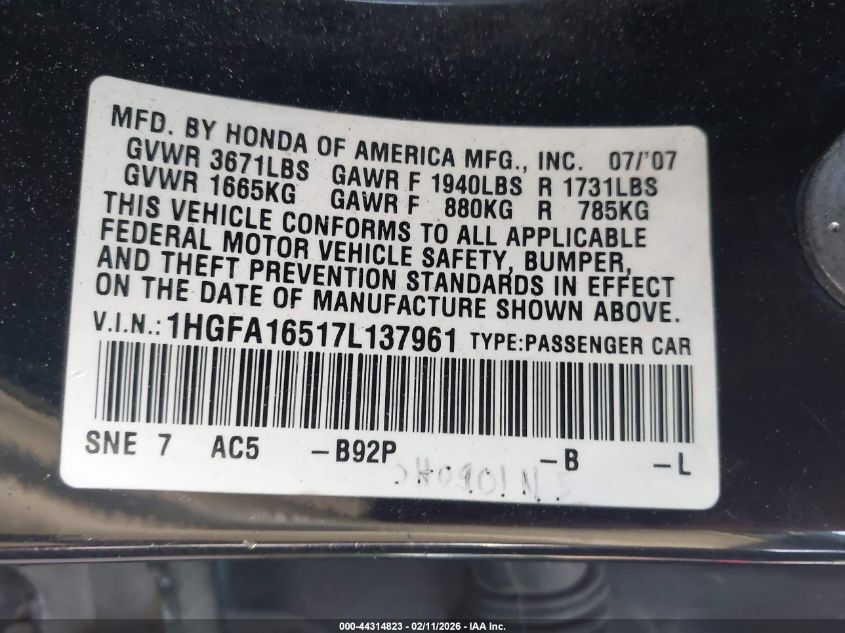 MFD. BY HONDA OF AMERICA MFG., INC. 07/'07
GVWR 3671LBS GAWR F 1940LBS R 1731LBS
GVWR 1665KG GAWR F 880KG R 785KG
THIS VEHICLE CONFORMS TO ALL APPLICABLE
FEDERAL MOTOR VEHICLE SAFETY, BUMPER,
AND THEFT PREVENTION STANDARDS IN EFFECT
ON THE DATE OF MANUFACTURE SHOWN ABOVE.
V.I.N.: 1HGFA16517L137961 TYPE:PASSENGER CAR
SNE 7 AC5 -B92P -B -L
000-44314823 - 02/11/2026 - IAA Inc.